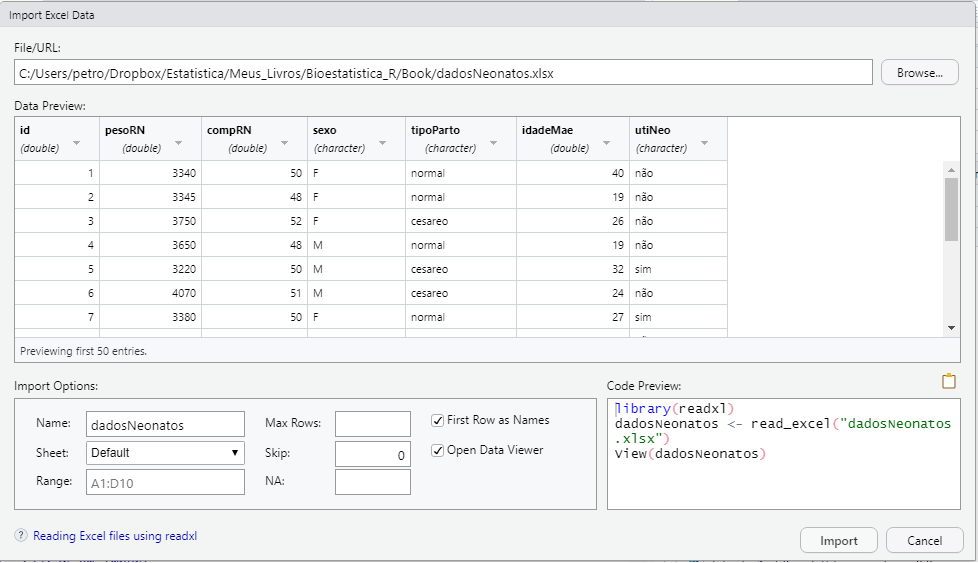 Import Excel Data
File/URL:
C:/Users/petro/Dropbox/Estatistica/Meus_Livros/Bioestatistica_R/Book/dadosNeonatos.xlsx
Browse...
Data Preview:
id pesoRN compRN sexo tipoParto idadeMae utiNeo
(double) (double) (double) (character) (character) (double) (character)
1 3340 50 F normal 40 não
2 3345 48 F normal 19 não
3 3750 52 F cesareo 26 não
4 3650 48 M normal 19 não
5 3220 50 M cesareo 32 sim
6 4070 51 M cesareo 24 não
7 3380 50 F normal 27 sim
Previewing first 50 entries.
Import Options:
Name: dadosNeonatos
Sheet: Default
Range: A1:D10
Max Rows:
Skip: 0
NA:
First Row as Names
Open Data Viewer
Code Preview:
library(readxl)
dadosNeonatos <- read_excel("dadosNeonatos
.xlsx")
View(dadosNeonatos)
? Reading Excel files using readxl
Import
Cancel